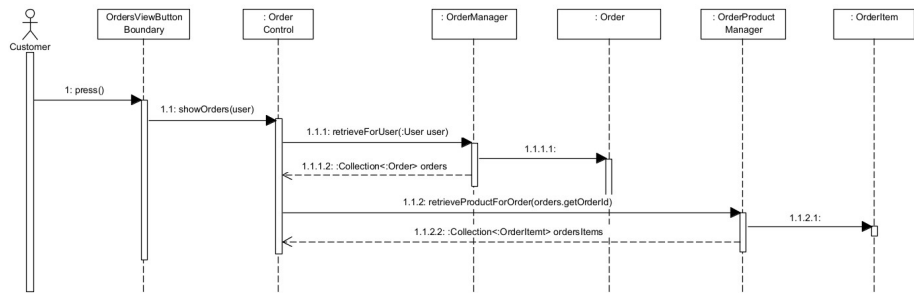 OrdersViewButton
Boundary
: Order
Control
: OrderManager
: Order
: OrderProduct
Manager
: OrderItem
Customer
1: press()
1.1: showOrders(user)
1.1.1: retrieveForUser(:User user)
1.1.1.1:
1.1.1.2: :Collection<:Order> orders
1.1.2: retrieveProductForOrder(orders.getOrderId)
1.1.2.1:
1.1.2.2: :Collection<:OrderItemt> ordersItems